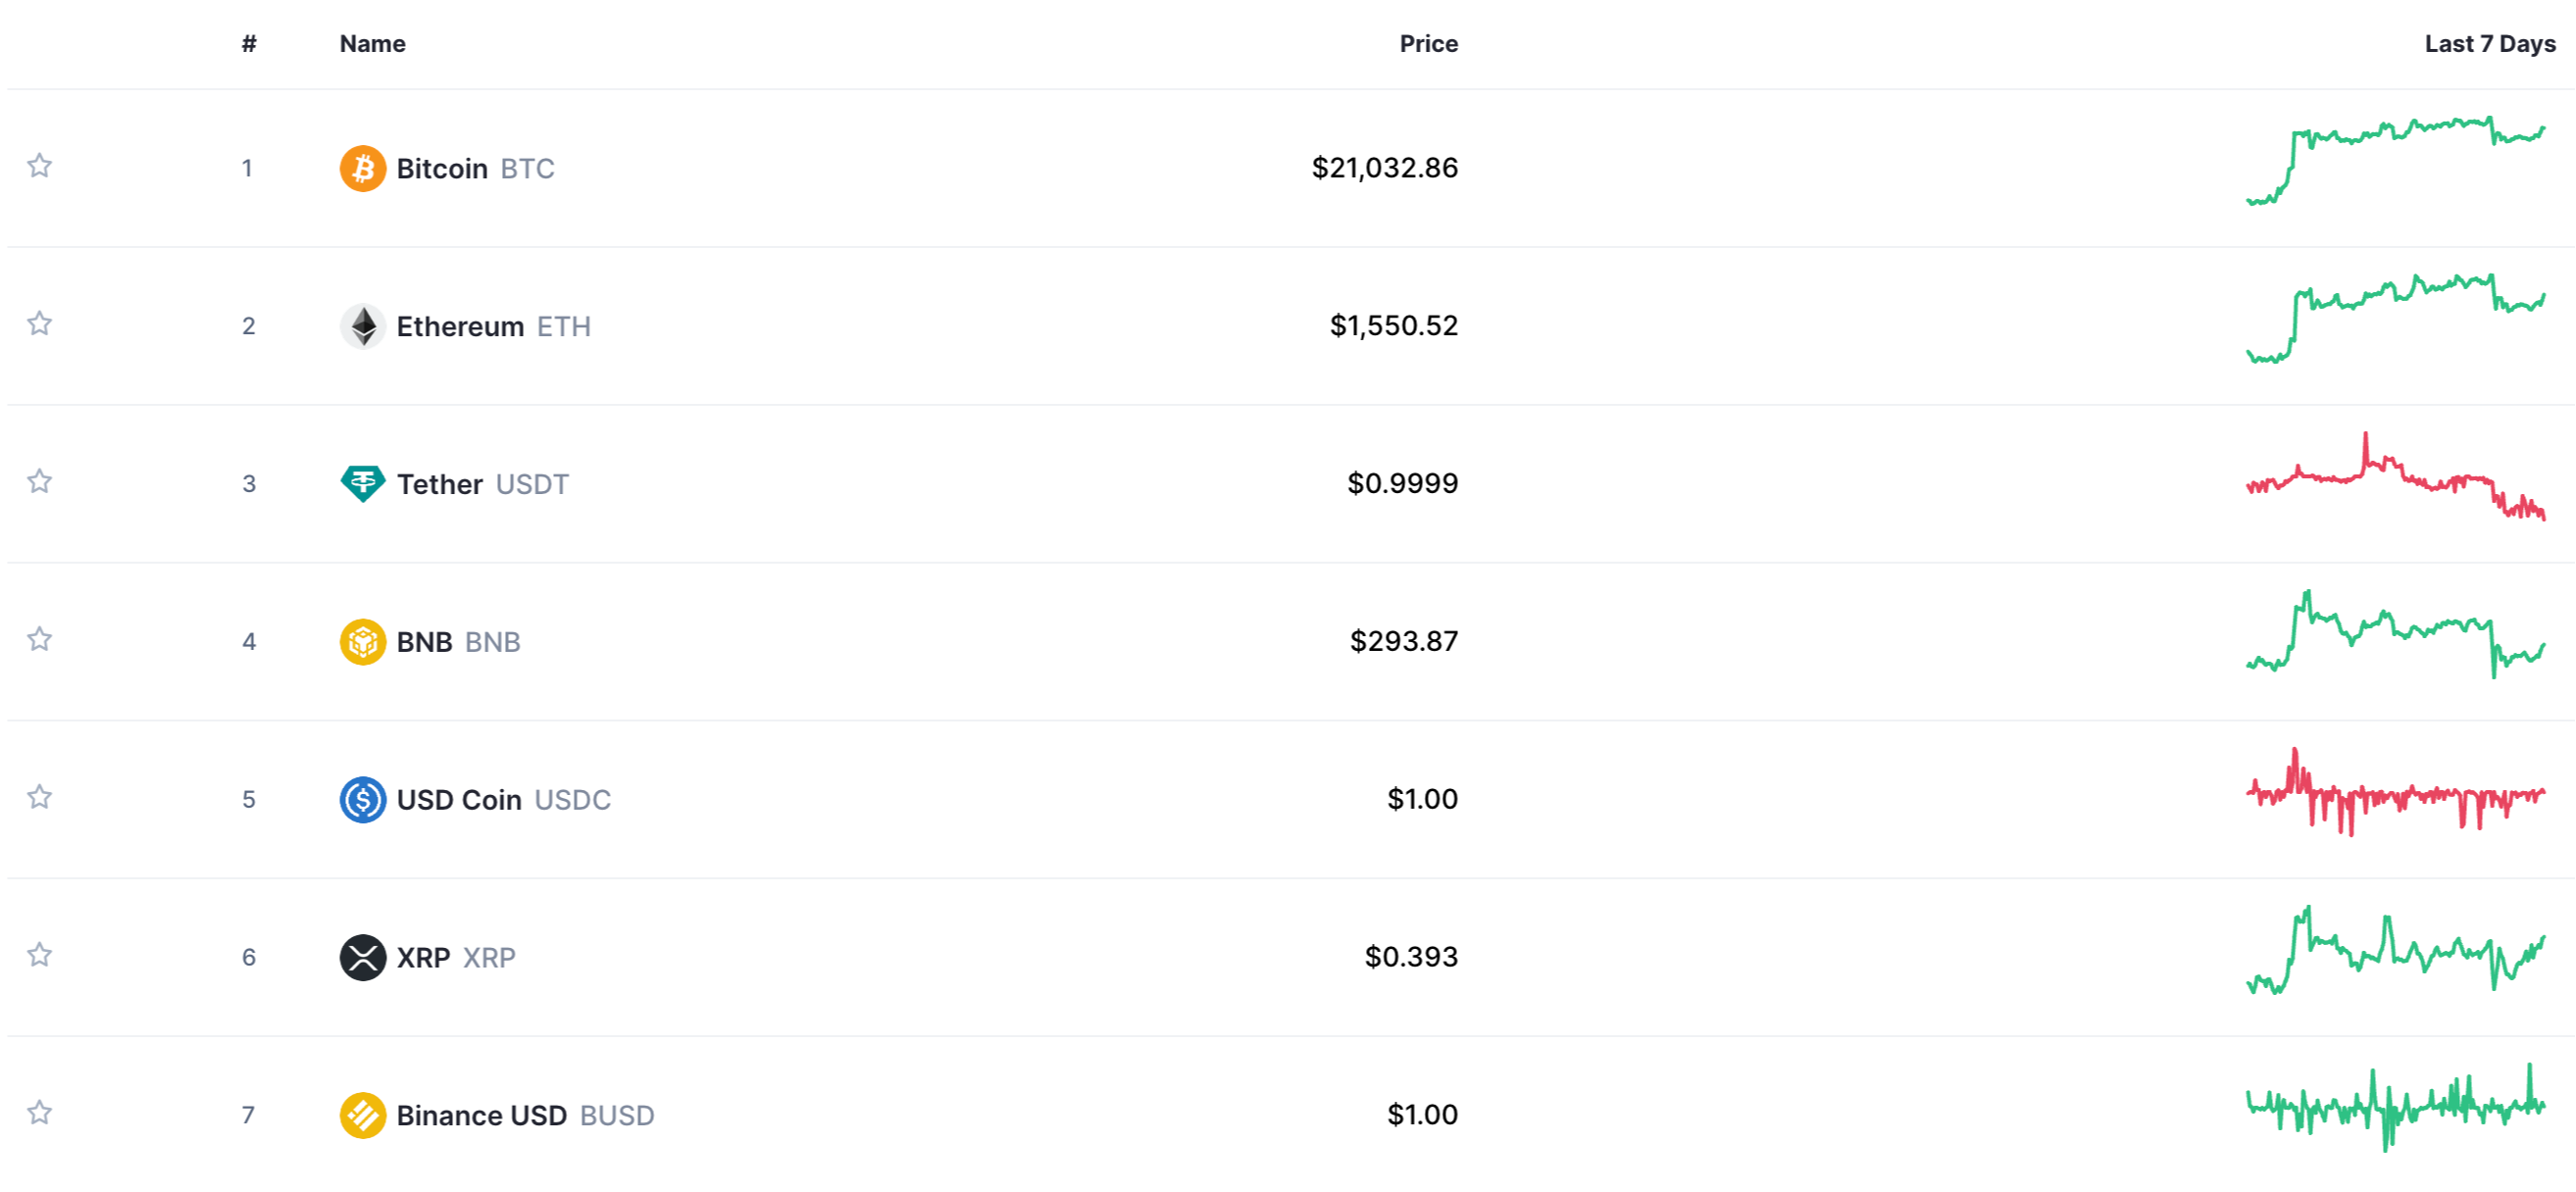 # Name Price Last 7 Days
1 Bitcoin BTC $21,032.86
2 Ethereum ETH $1,550.52
3 Tether USDT $0.9999
4 BNB BNB $293.87
5 USD Coin USDC $1.00
6 XRP XRP $0.393
7 Binance USD BUSD $1.00